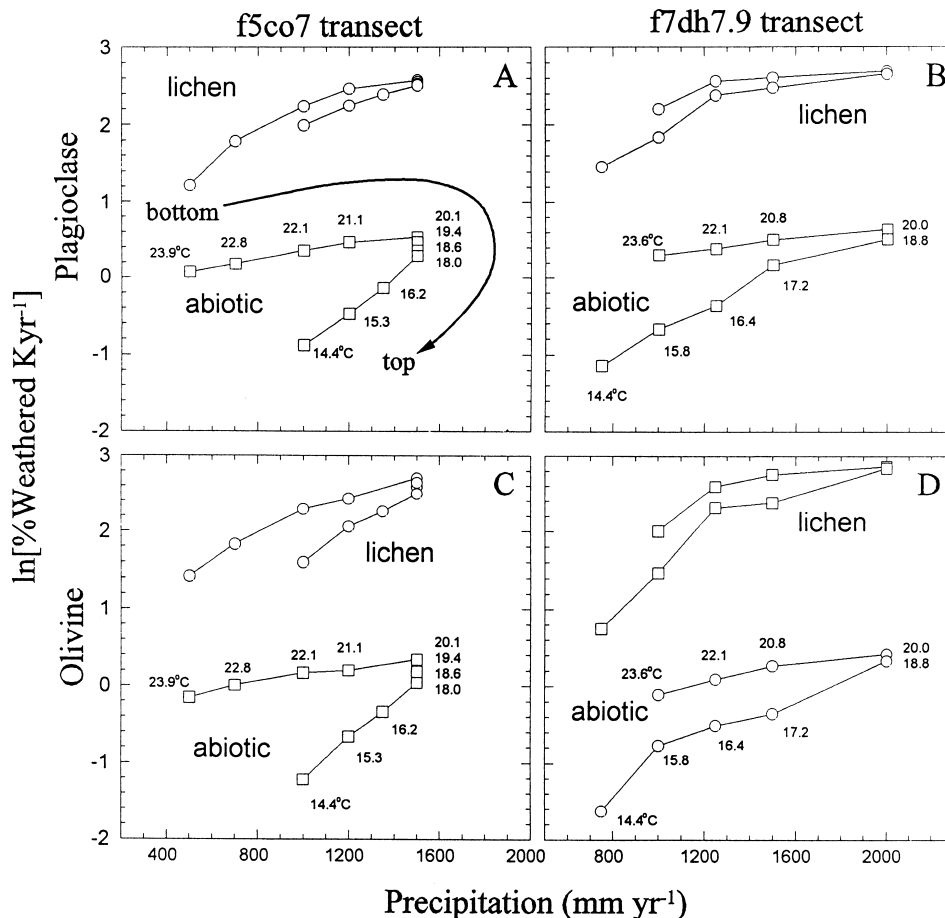 f5co7 transect
f7dh7.9 transect
ln[%Weathered Kyr⁻¹]
Plagioclase
3
2
1
0
-1
-2
A
lichen
bottom
23.9°C
22.8
22.1
21.1
20.1
19.4
18.6
18.0
abiotic
16.2
15.3
14.4°C
top
B
lichen
23.6°C
22.1
20.8
20.0
18.8
abiotic
17.2
16.4
15.8
14.4°C
Olivine
3
2
1
0
-1
-2
C
lichen
23.9°C
22.8
22.1
21.1
20.1
19.4
18.6
18.0
abiotic
16.2
15.3
14.4°C
D
lichen
23.6°C
22.1
20.8
20.0
18.8
abiotic
17.2
16.4
15.8
14.4°C
400 800 1200 1600 2000
800 1200 1600 2000
Precipitation (mm yr⁻¹)